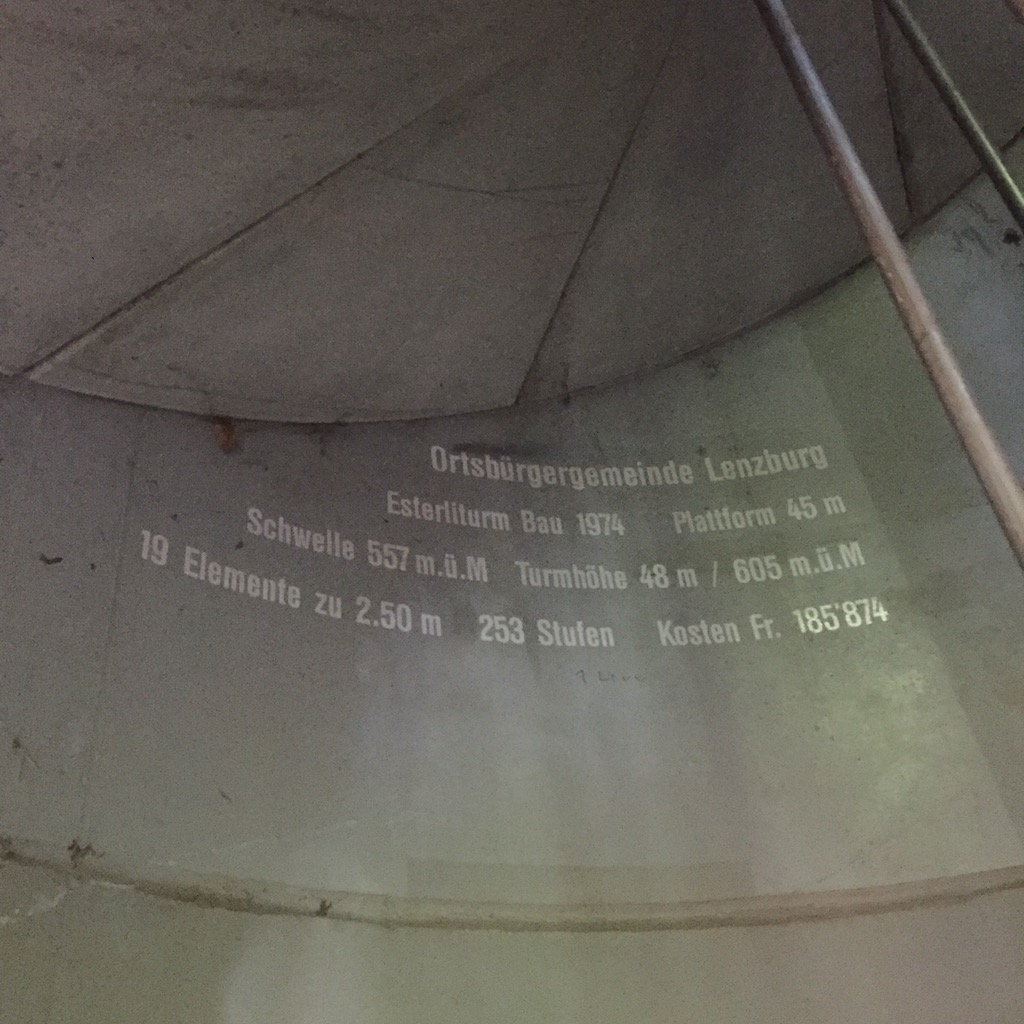 Ortsbürgergemeinde Lenzburg
Esterliturm Bau 1974 Plattform 45 m
Schwelle 557 m.ü.M Turmhöhe 48 m / 605 m.ü.M
19 Elemente zu 2.50 m 253 Stufen Kosten Fr. 185'874